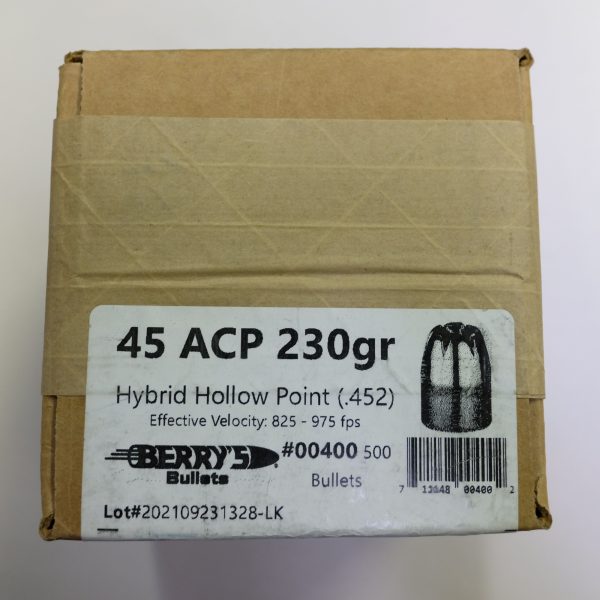 45 ACP 230gr
Hybrid Hollow Point (.452)
Effective Velocity: 825 - 975 fps
BERRY'S
Bullets
#00400 500
Bullets
7 00400 2
Lot#202109231328-LK